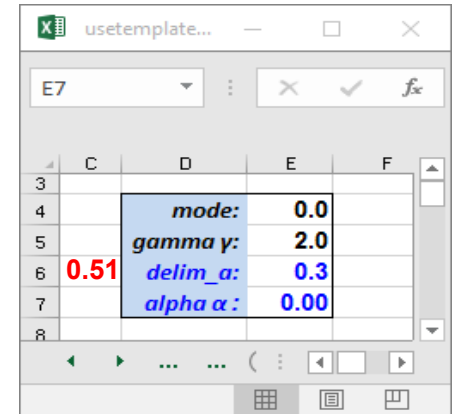 usetemplate...
E7 fx
C D E F
3
4 mode: 0.0
5 gamma γ: 2.0
6 0.51 delim_α: 0.3
7 alpha α : 0.00
8
... ... (